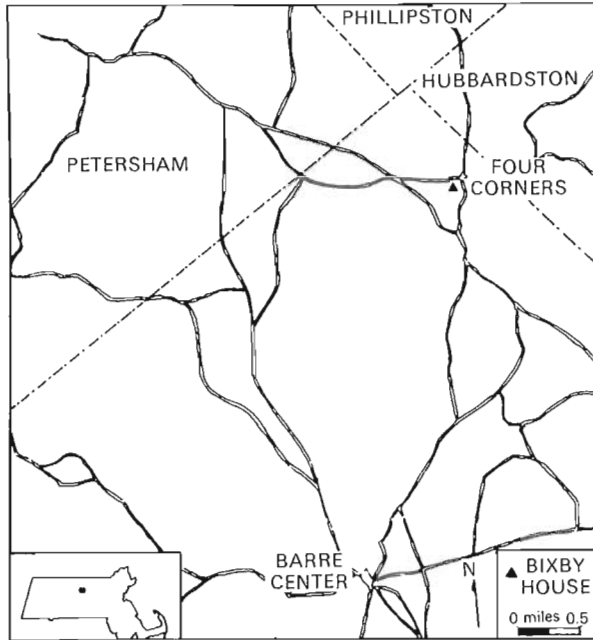 PHILLIPSTON
HUBBARDSTON
PETERSHAM
FOUR
CORNERS
BARRE
CENTER
N
BIXBY
HOUSE
0 miles 0.5